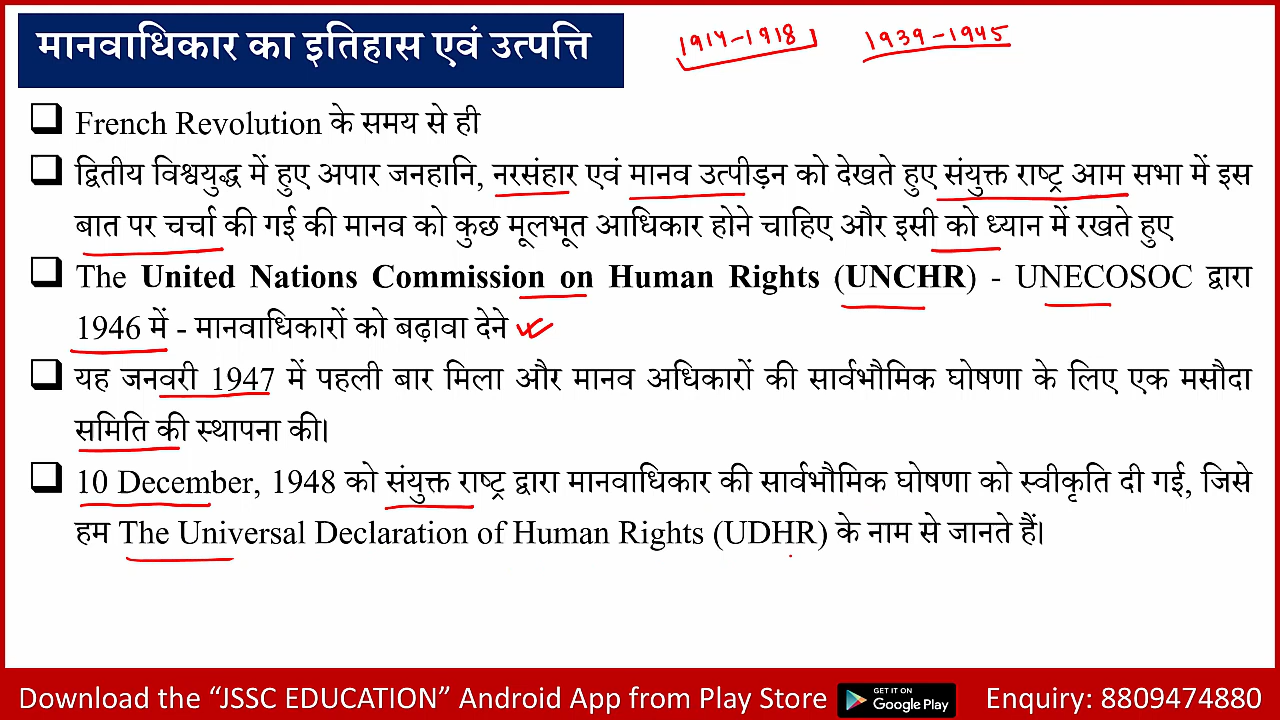 मानवाधिकार का इतिहास एवं उत्पत्ति
1914-1918 1939-1945
French Revolution के समय से ही
द्वितीय विश्वयुद्ध में हुए अपार जनहानि, नरसंहार एवं मानव उत्पीड़न को देखते हुए संयुक्त राष्ट्र आम सभा में इस
बात पर चर्चा की गई की मानव को कुछ मूलभूत आधिकार होने चाहिए और इसी को ध्यान में रखते हुए
The United Nations Commission on Human Rights (UNCHR) - UNECOSOC द्वारा
1946 में - मानवाधिकारों को बढ़ावा देने
यह जनवरी 1947 में पहली बार मिला और मानव अधिकारों की सार्वभौमिक घोषणा के लिए एक मसौदा
समिति की स्थापना की।
10 December, 1948 को संयुक्त राष्ट्र द्वारा मानवाधिकार की सार्वभौमिक घोषणा को स्वीकृति दी गई, जिसे
हम The Universal Declaration of Human Rights (UDHR) के नाम से जानते हैं।
Download the “JSSC EDUCATION” Android App from Play Store GET IT ON Google Play Enquiry: 8809474880